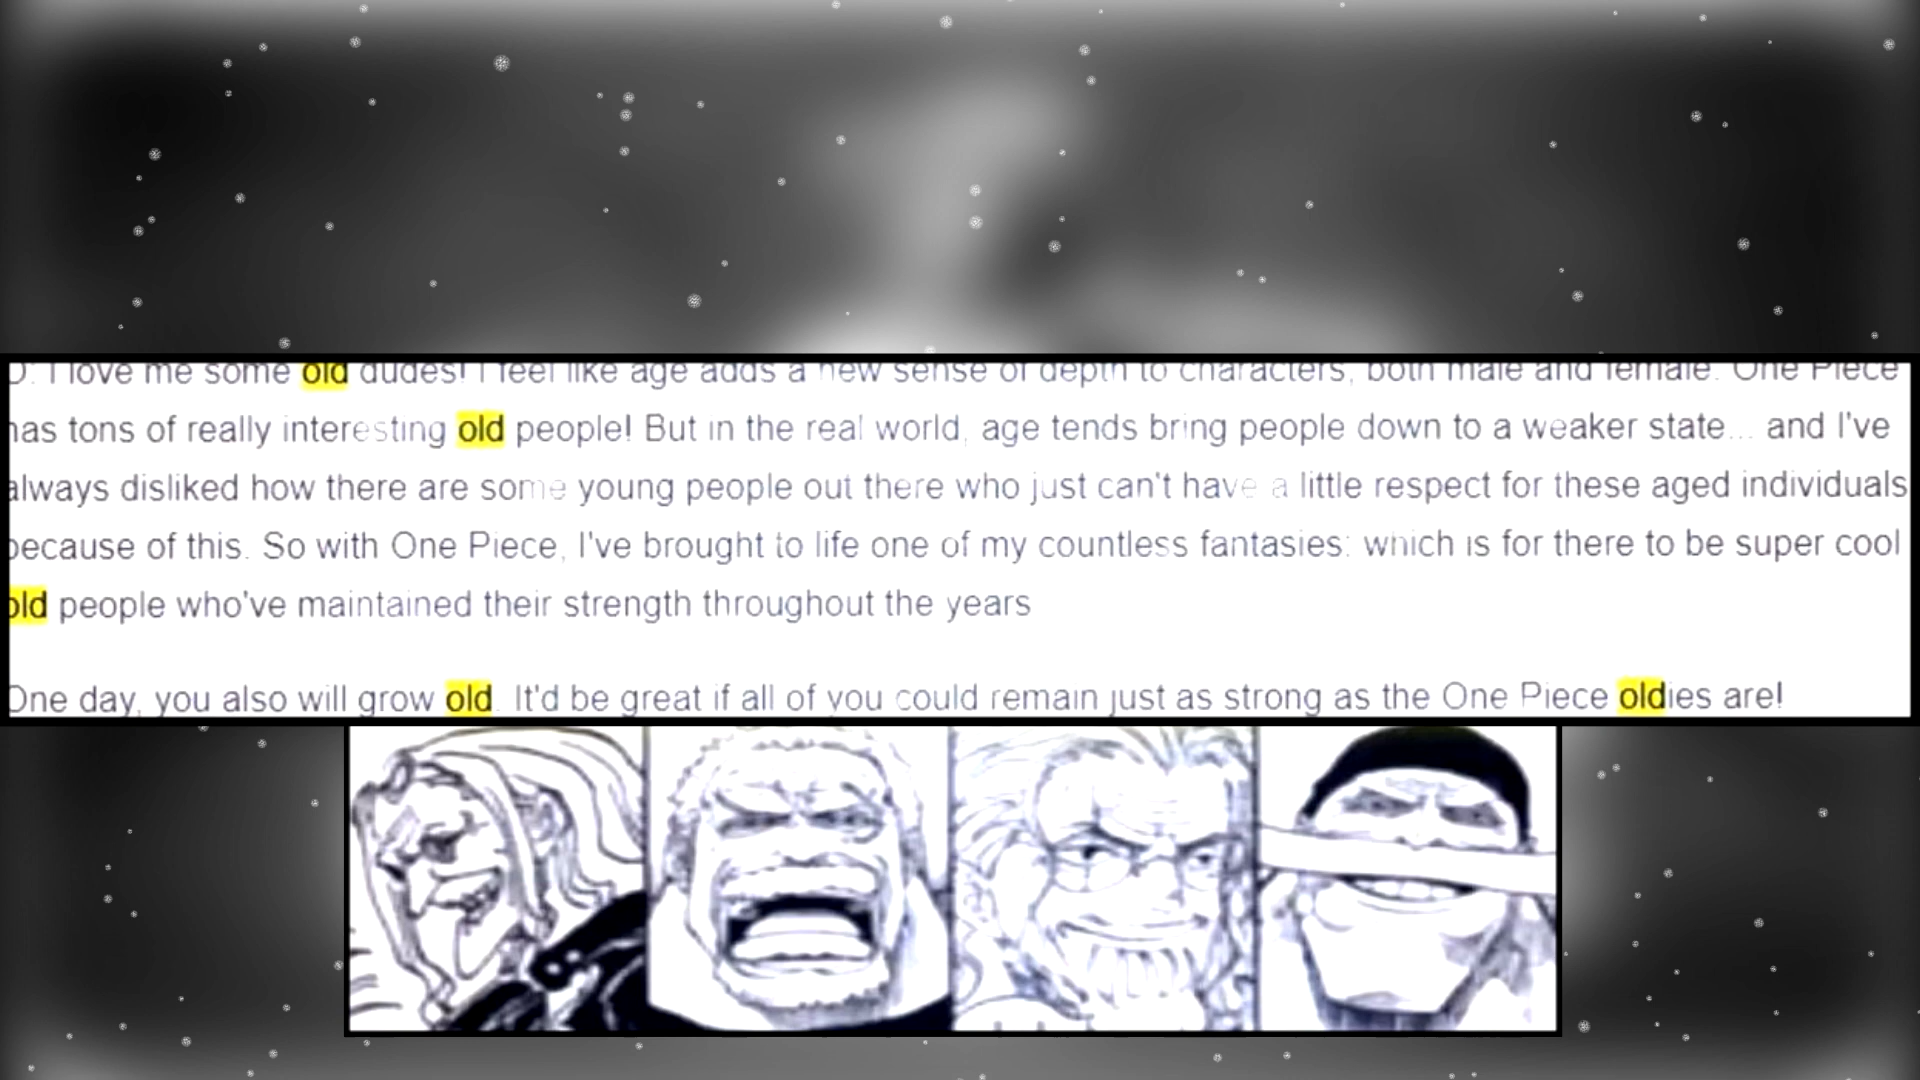 O: I love me some old dudes! I feel like age adds a new sense of depth to characters, both male and female. One Piece
has tons of really interesting old people! But in the real world, age tends bring people down to a weaker state... and I've
always disliked how there are some young people out there who just can't have a little respect for these aged individuals
because of this. So with One Piece, I've brought to life one of my countless fantasies: which is for there to be super cool
old people who've maintained their strength throughout the years
One day, you also will grow old. It'd be great if all of you could remain just as strong as the One Piece oldies are!